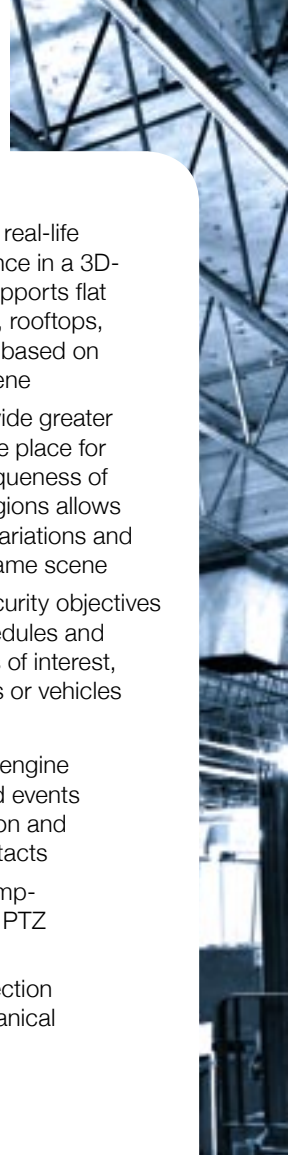 real-life
nce in a 3D-
pports flat
, rooftops,
based on
ene
ide greater
e place for
queness of
gions allows
ariations and
ame scene
curity objectives
edules and
of interest,
s or vehicles
engine
d events
on and
tacts
mp-
PTZ
ction
anical